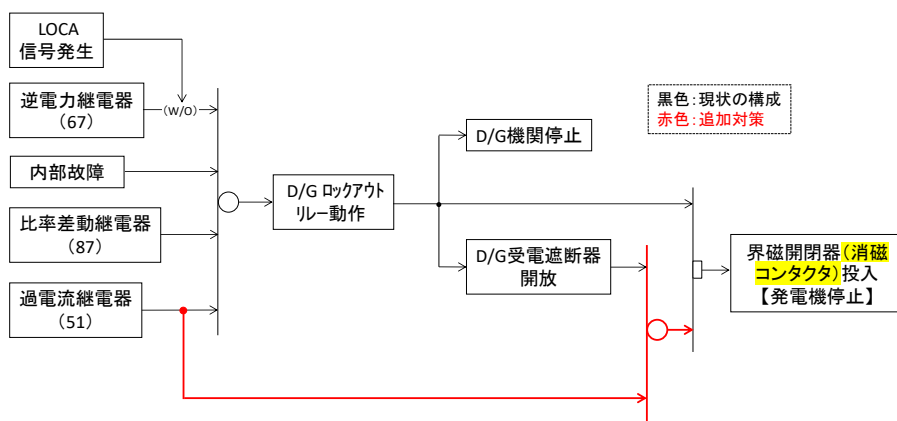 LOCA
信号発生
逆電力継電器
(67)
(W/O)
内部故障
比率差動継電器
(87)
過電流継電器
(51)
D/G ロックアウト
リレー動作
D/G機関停止
D/G受電遮断器
開放
黒色:現状の構成
赤色:追加対策
界磁開閉器(消磁
コンタクタ)投入
【発電機停止】